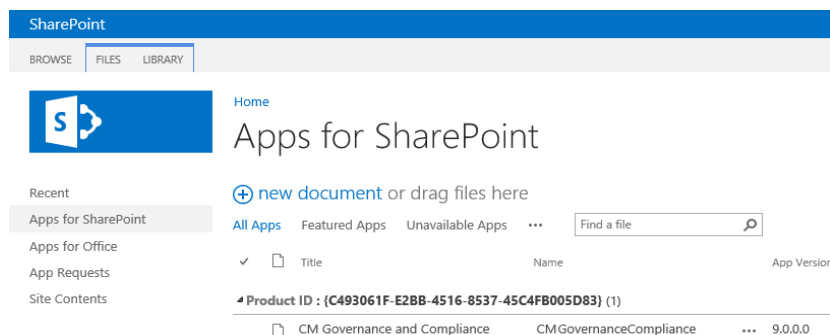 SharePoint
BROWSE FILES LIBRARY
S
Home
Apps for SharePoint
new document or drag files here
Recent
Apps for SharePoint
Apps for Office
App Requests
Site Contents
All Apps Featured Apps Unavailable Apps ••• Find a file
Title Name App Version
Product ID : {C493061F-E2BB-4516-8537-45C4FB005D83} (1)
CM Governance and Compliance CMGovernanceCompliance ••• 9.0.0.0